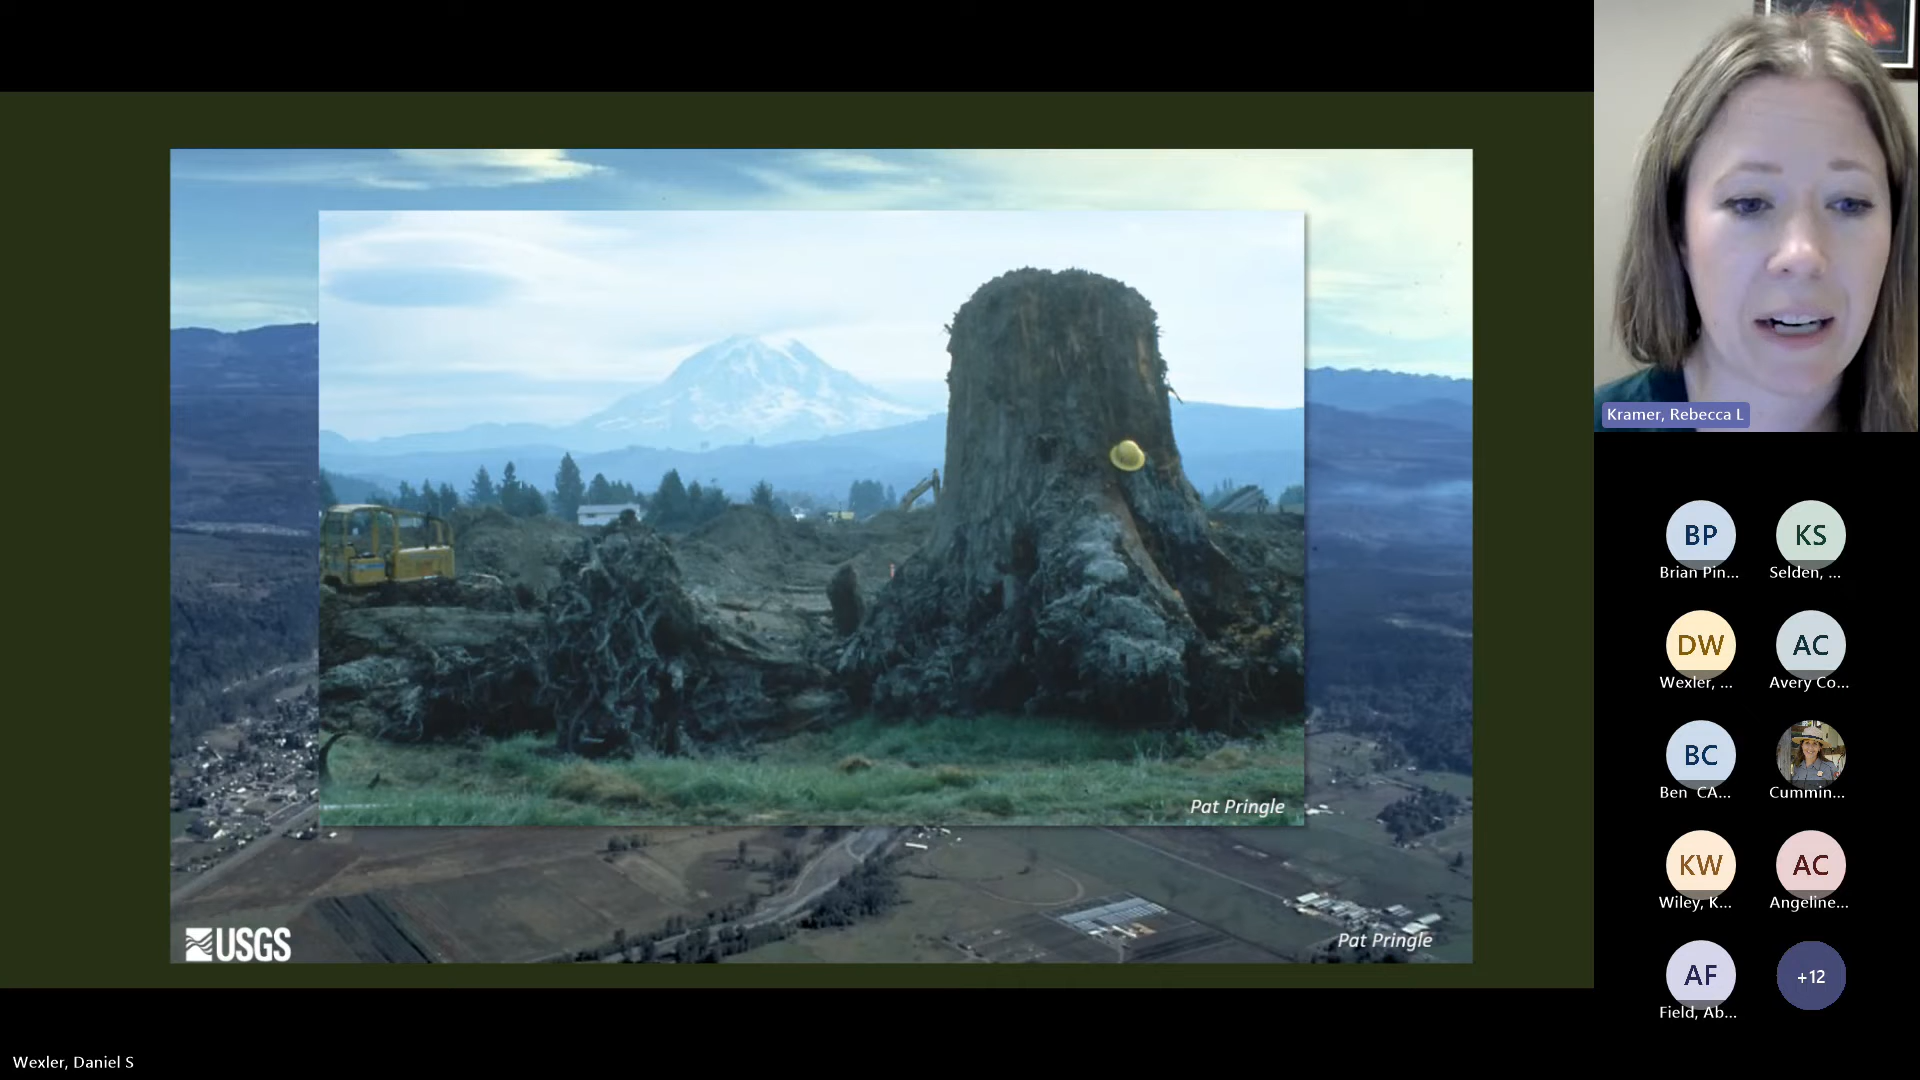 Pat Pringle
USGS
Pat Pringle
Kramer, Rebecca L
BP
KS
Brian Pin...
Selden, ...
DW
AC
Wexler, ...
Avery Co...
BC
Ben CA...
Cummin...
KW
AC
Wiley, K...
Angeline...
AF
+12
Field, Ab...
Wexler, Daniel S